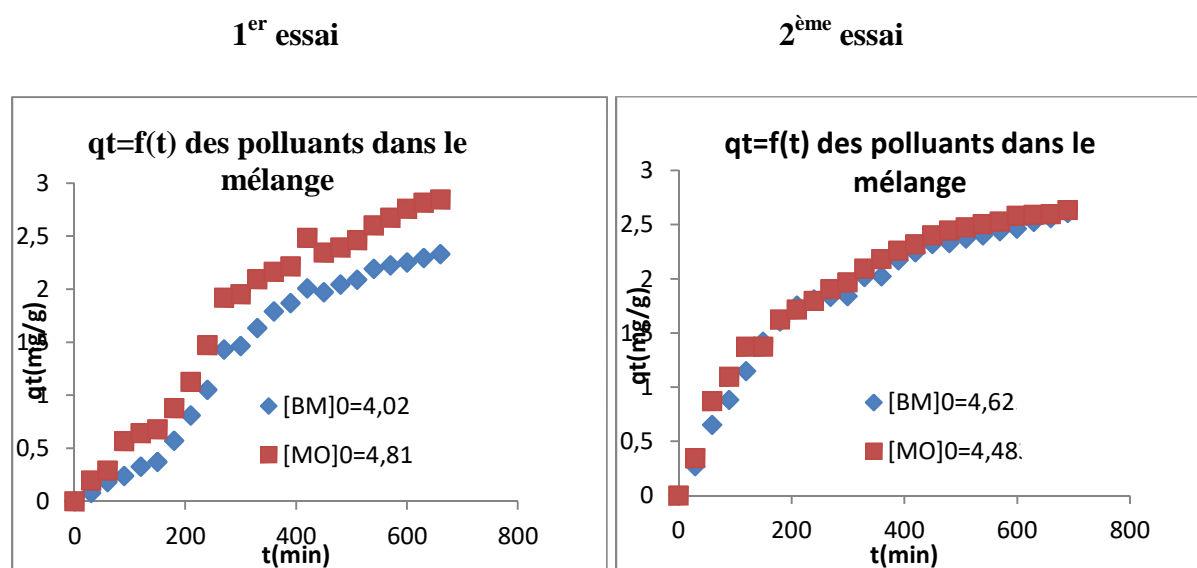 1er essai
2ème essai
qt=f(t) des polluants dans le
mélange
3
2,5
2
1,5
1
0,5
0
qt(mg/g)
0 200 400 600 800
t(min)
[BM]0=4,02
[MO]0=4,81
qt=f(t) des polluants dans le
mélange
3
2,5
2
1,5
1
0,5
0
qt(mg/g)
0 200 400 600 800
t(min)
[BM]0=4,62
[MO]0=4,48